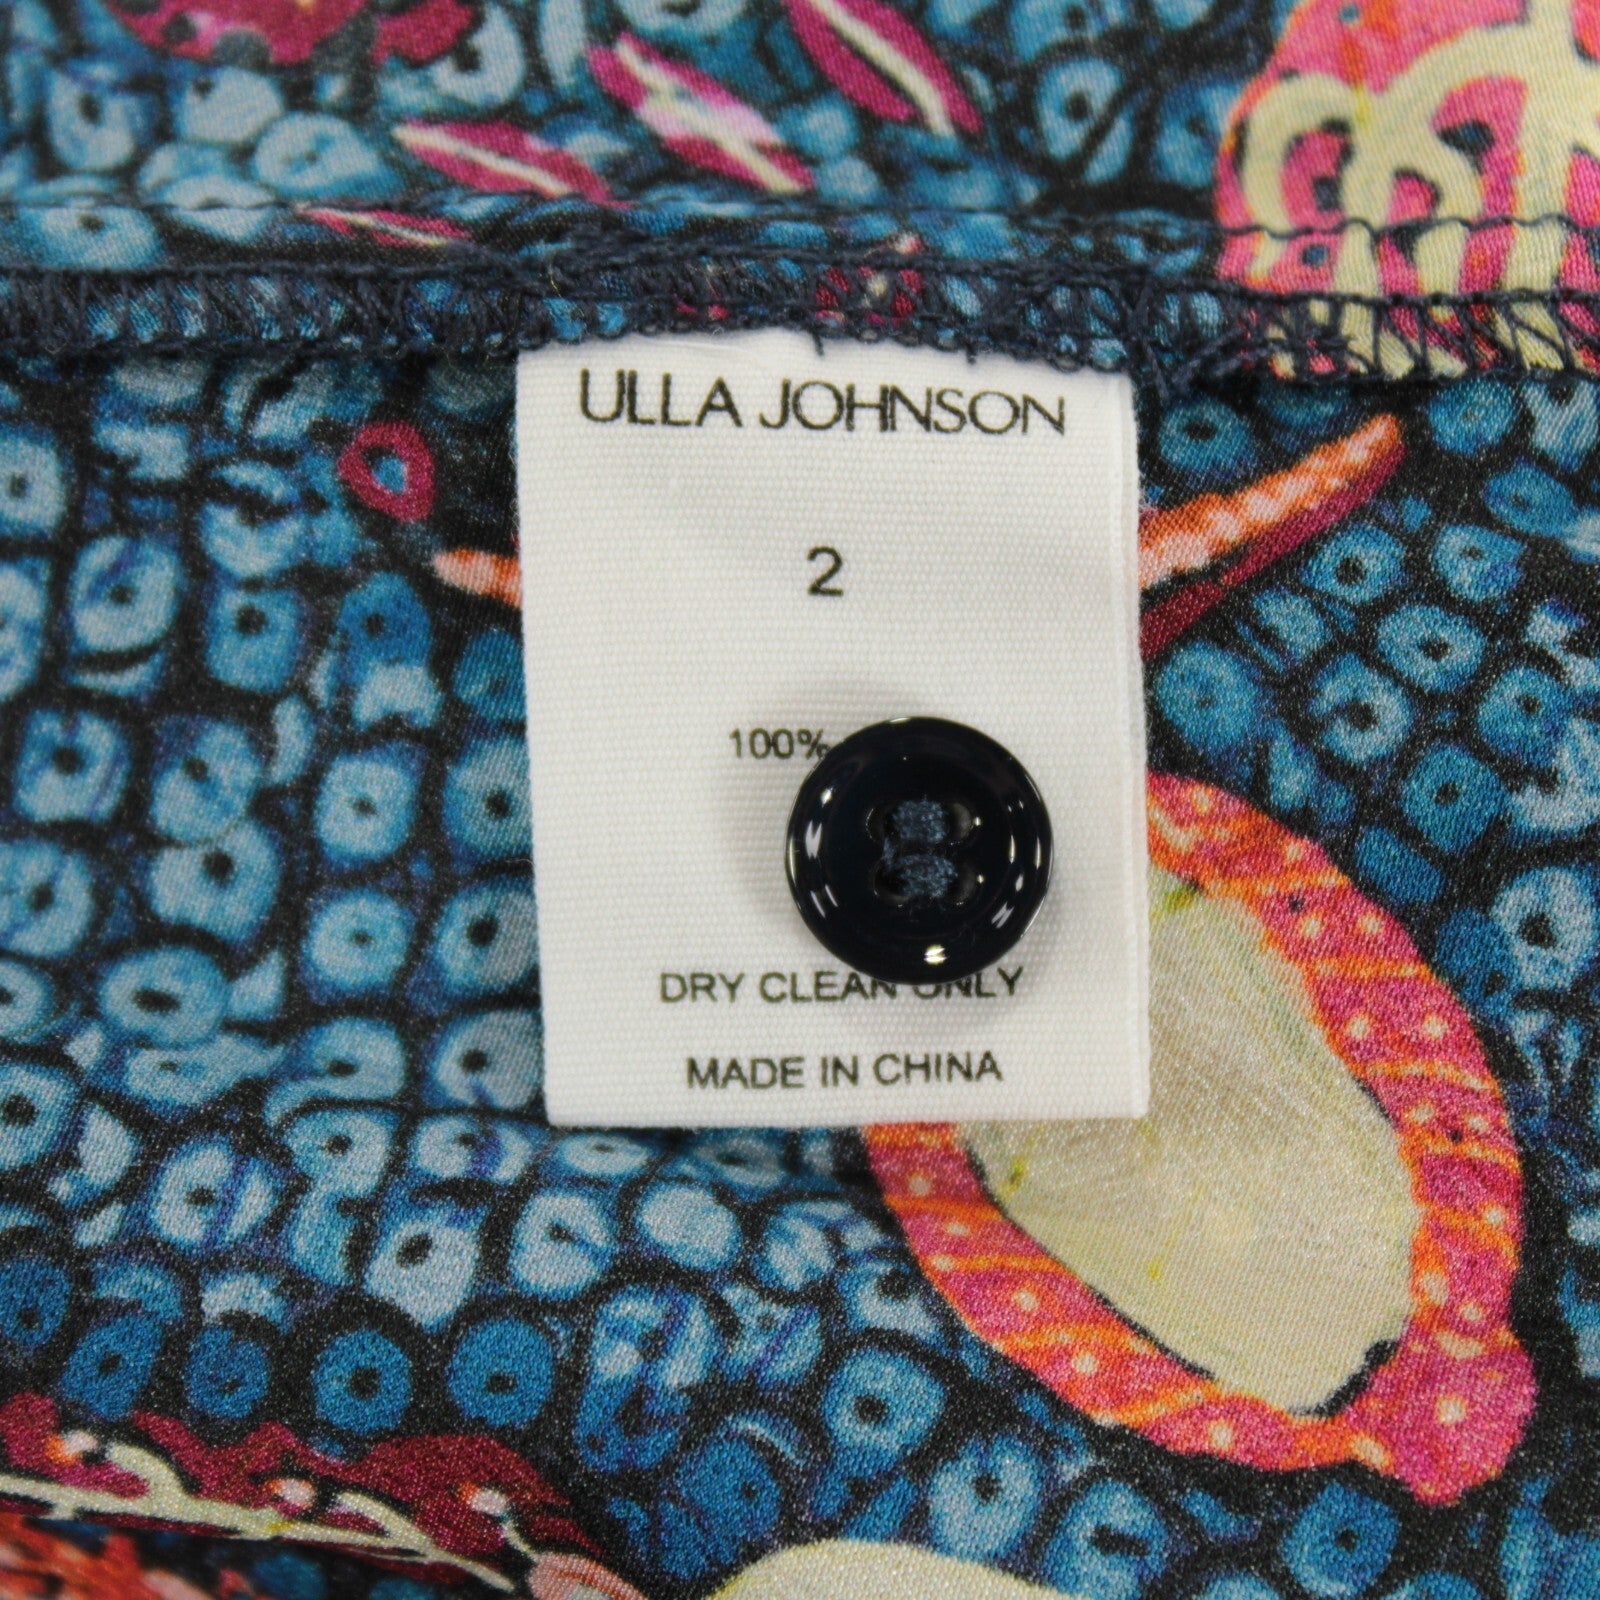 ULLA JOHNSON
2
100%
DRY CLEAN ONLY
MADE IN CHINA